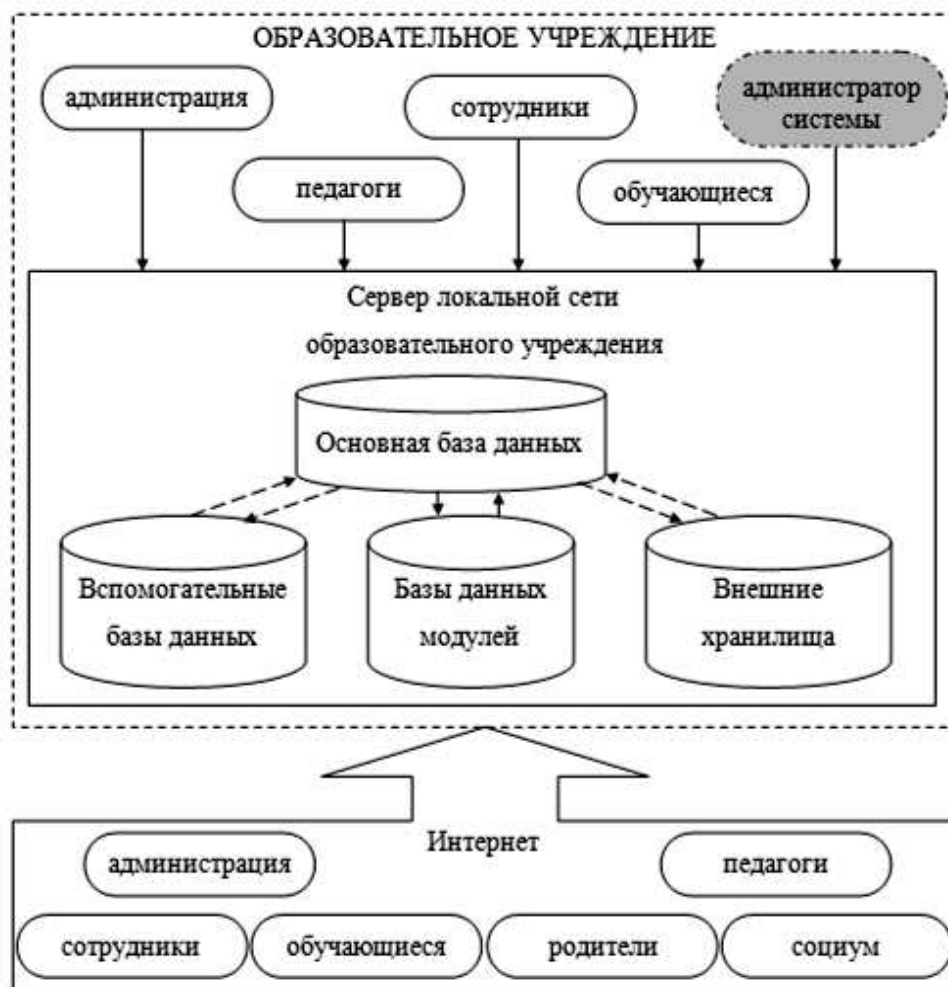 ОБРАЗОВАТЕЛЬНОЕ УЧРЕЖДЕНИЕ
администрация
сотрудники
администратор
системы
педагоги
обучающиеся
Сервер локальной сети
образовательного учреждения
Основная база данных
Вспомогательные
базы данных
Базы данных
модулей
Внешние
хранилища
Интернет
администрация
педагоги
сотрудники
обучающиеся
родители
социум